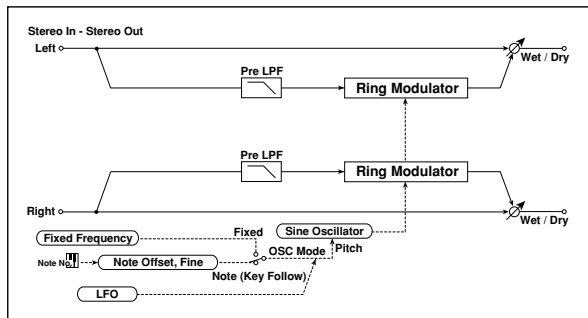 Stereo In - Stereo Out
Left
Wet / Dry
Pre LPF
Ring Modulator
Pre LPF
Ring Modulator
Right
Wet / Dry
Fixed Frequency
Fixed
Sine Oscillator
OSC Mode
Pitch
Note No.
Note Offset, Fine
Note (Key Follow)
LFO